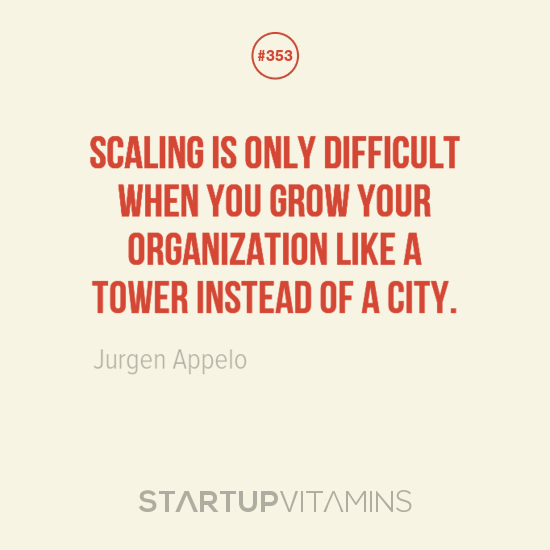 #353
SCALING IS ONLY DIFFICULT
WHEN YOU GROW YOUR
ORGANIZATION LIKE A
TOWER INSTEAD OF A CITY.
Jurgen Appelo
STARTUPVITAMINS